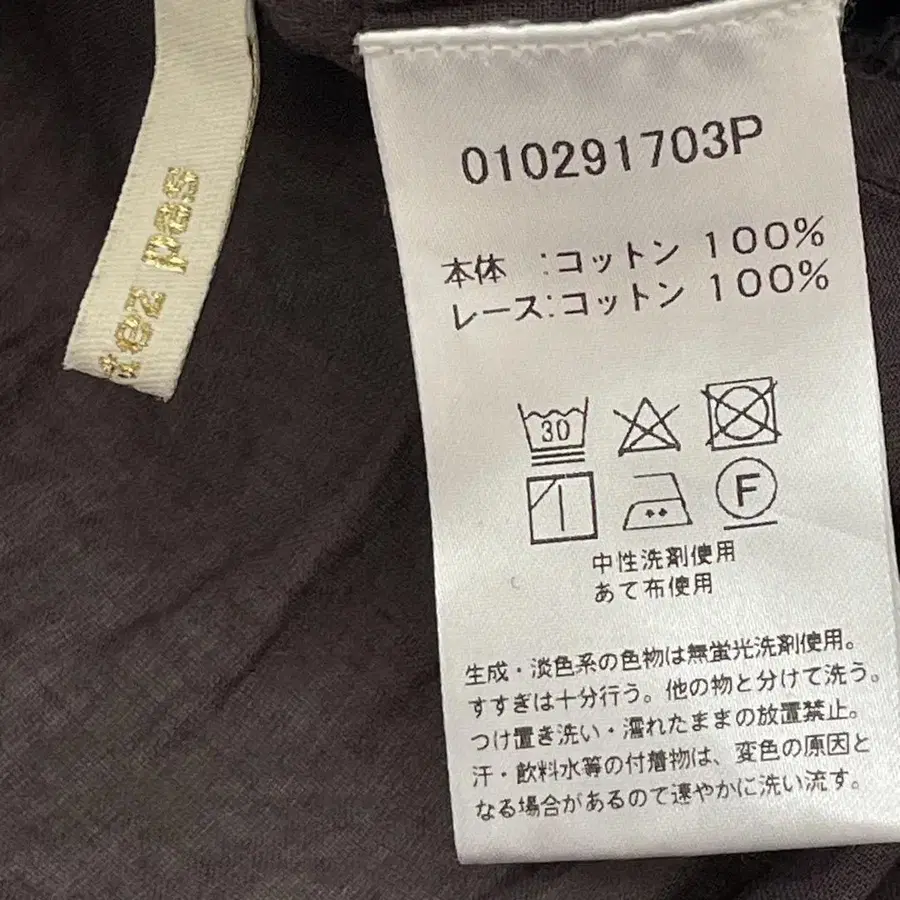 010291703P
本体 :コットン 100%
レース:コットン 100%
30
F
中性洗剤使用
あて布使用
生成・淡色系の色物は無蛍光洗剤使用。
すすぎは十分行う。他の物と分けて洗う。
つけ置き洗い・濡れたままの放置禁止。
汗・飲料水等の付着物は、変色の原因と
なる場合があるので速やかに洗い流す。